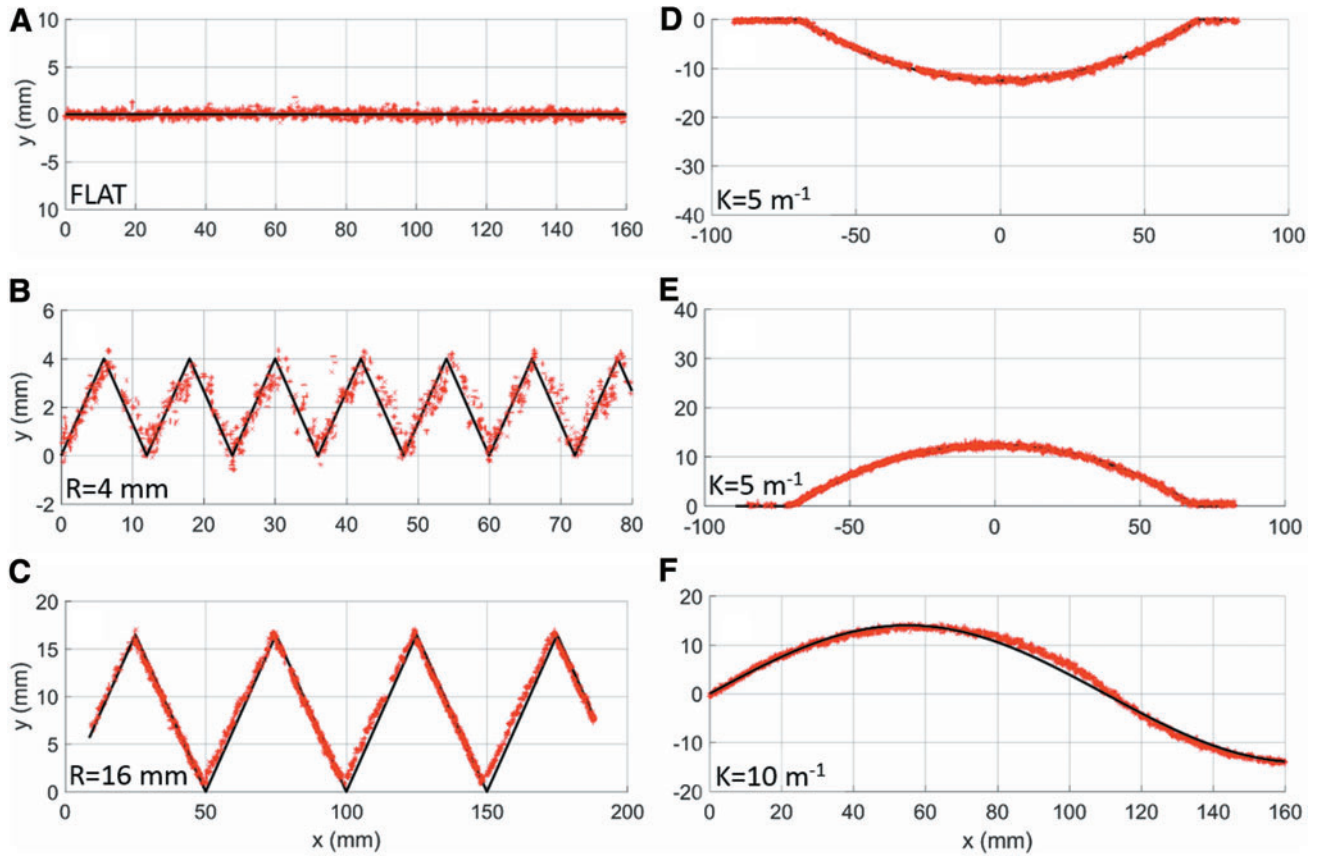 A
10
5
0
-5
10
y (mm)
FLAT
0 20 40 60 80 100 120 140 160
B
6
4
2
0
-2
y (mm)
R=4 mm
0 10 20 30 40 50 60 70 80
C
20
15
10
5
0
y (mm)
R=16 mm
0 50 100 150 200
x (mm)
D
0
-10
-20
-30
-40
K=5 m-1
-100 -50 0 50 100
E
40
30
20
10
0
K=5 m-1
-100 -50 0 50 100
F
20
10
0
-10
-20
K=10 m-1
0 20 40 60 80 100 120 140 160
x (mm)